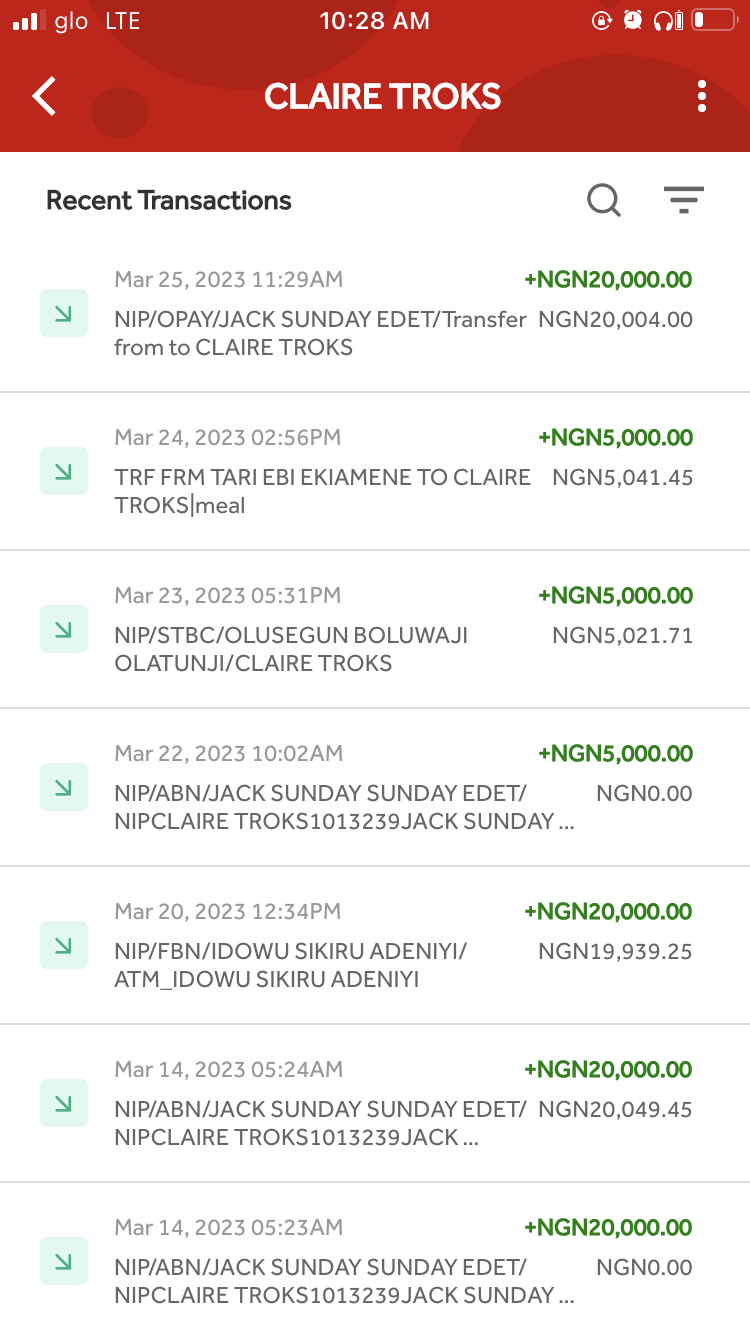 glo LTE 10:28 AM
CLAIRE TROKS
Recent Transactions
Mar 25, 2023 11:29AM +NGN20,000.00
NIP/OPAY/JACK SUNDAY EDET/Transfer NGN20,004.00
from to CLAIRE TROKS
Mar 24, 2023 02:56PM +NGN5,000.00
TRF FRM TARI EBI EKIAMENE TO CLAIRE NGN5,041.45
TROKS|meal
Mar 23, 2023 05:31PM +NGN5,000.00
NIP/STBC/OLUSEGUN BOLUWAJI NGN5,021.71
OLATUNJI/CLAIRE TROKS
Mar 22, 2023 10:02AM +NGN5,000.00
NIP/ABN/JACK SUNDAY SUNDAY EDET/ NGN0.00
NIPCLAIRE TROKS1013239JACK SUNDAY ...
Mar 20, 2023 12:34PM +NGN20,000.00
NIP/FBN/IDOWU SIKIRU ADENIYI/ NGN19,939.25
ATM_IDOWU SIKIRU ADENIYI
Mar 14, 2023 05:24AM +NGN20,000.00
NIP/ABN/JACK SUNDAY SUNDAY EDET/ NGN20,049.45
NIPCLAIRE TROKS1013239JACK ...
Mar 14, 2023 05:23AM +NGN20,000.00
NIP/ABN/JACK SUNDAY SUNDAY EDET/ NGN0.00
NIPCLAIRE TROKS1013239JACK SUNDAY ...